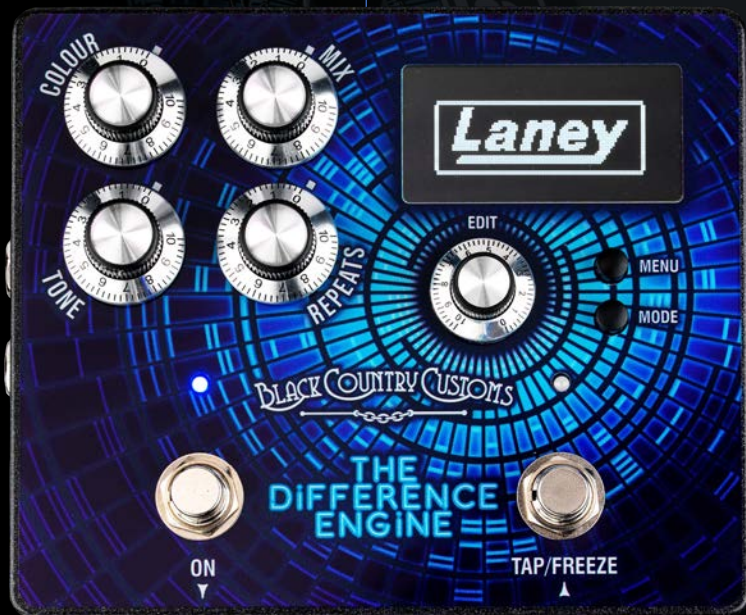 COLOUR
MIX
Laney
TONE
REPEATS
EDIT
MENU
MODE
BLACK COUNTRY CUSTOMS
THE
DiFFERENCE
ENGiNE
ON
TAP/FREEZE